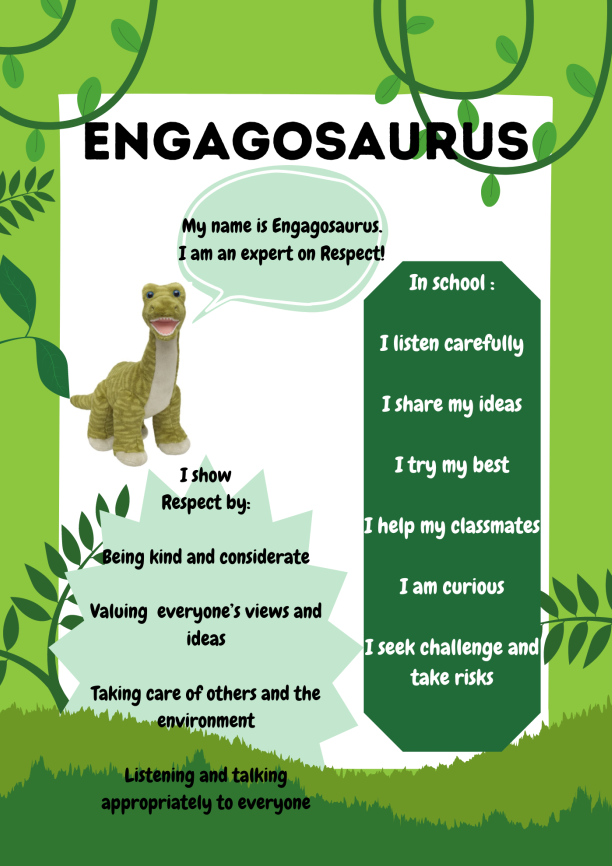 ENGAGOSAURUS
My name is Engagosaurus.
I am an expert on Respect!
In school :
I listen carefully
I share my ideas
I try my best
I help my classmates
I am curious
I seek challenge and
take risks
I show
Respect by:
Being kind and considerate
Valuing everyone's views and
ideas
Taking care of others and the
environment
Listening and talking
appropriately to everyone